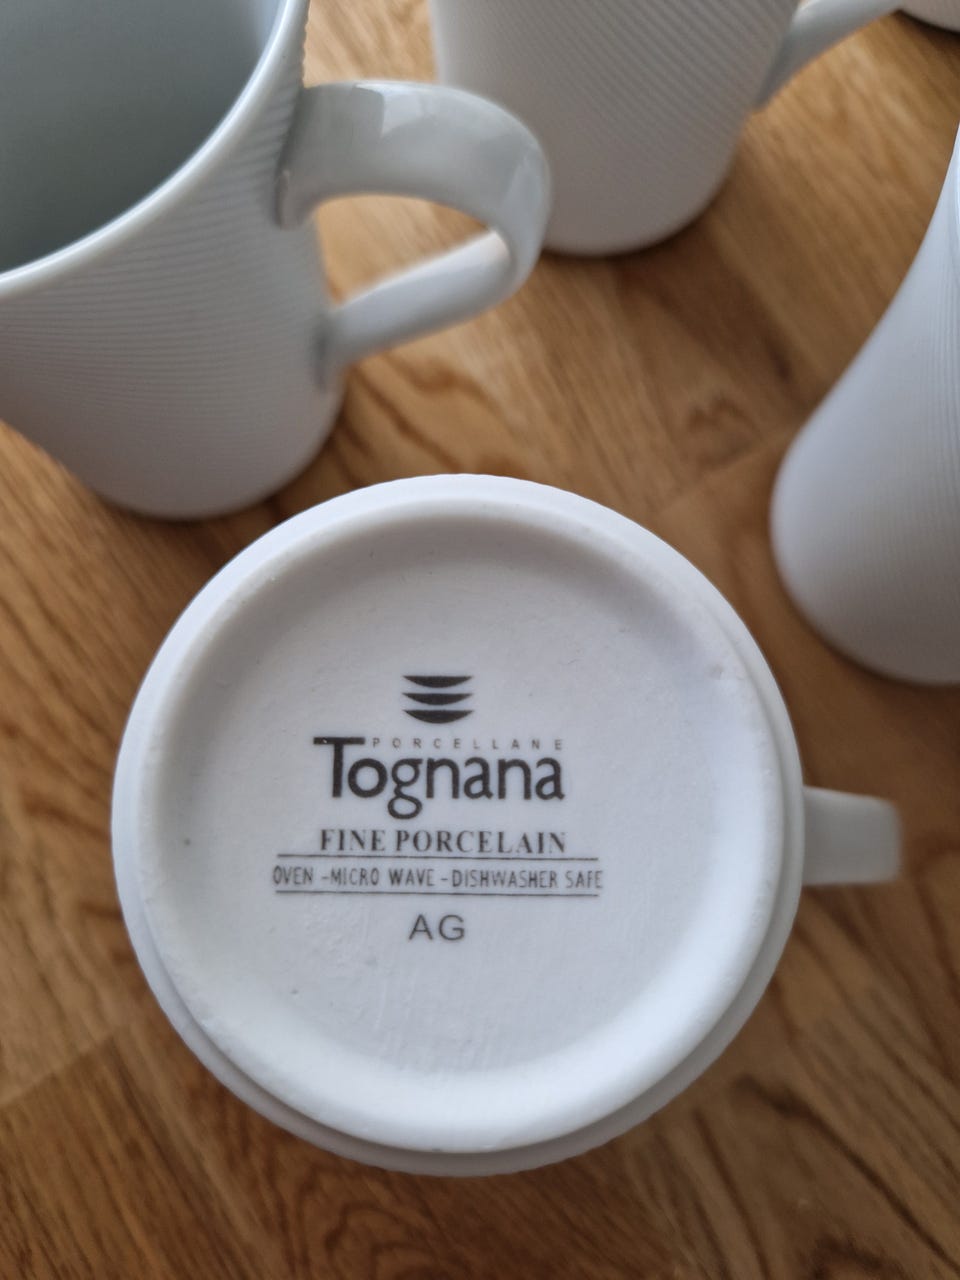 PORCELLANE
Tognana
FINE PORCELAIN
OVEN -MICRO WAVE -DISHWASHER SAFE
AG